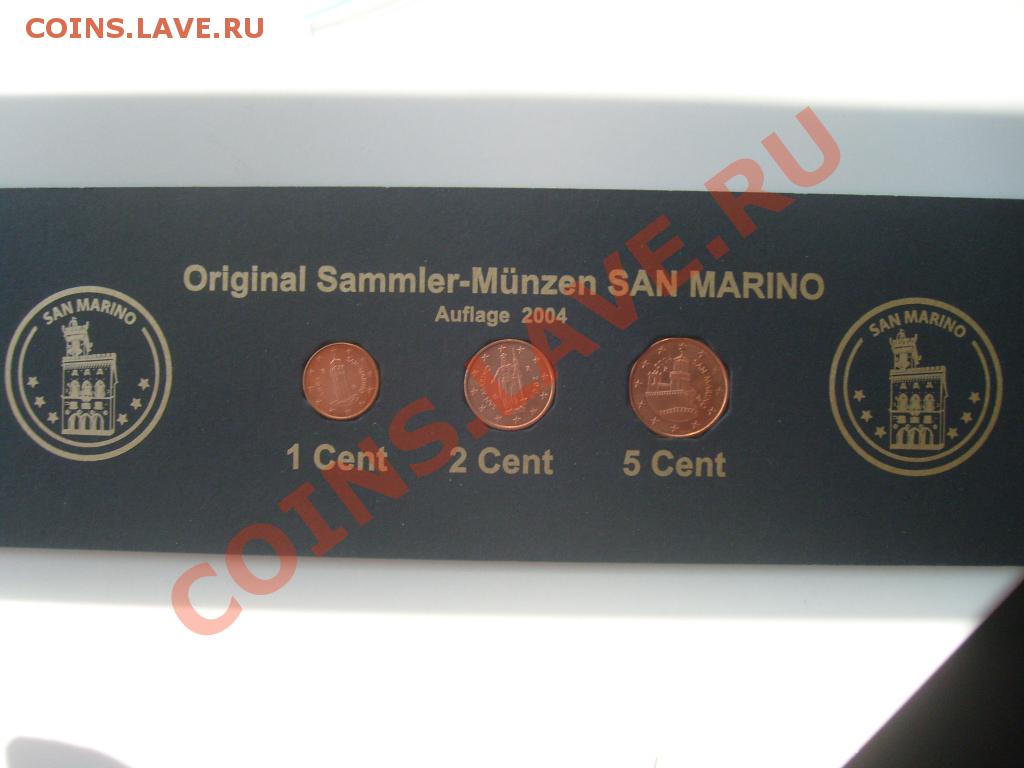 COINS.LAVE.RU
Original Sammler-Münzen SAN MARINO
Auflage 2004
SAN MARINO
SAN MARINO
1 Cent
2 Cent
5 Cent
COINS.LAVE.RU